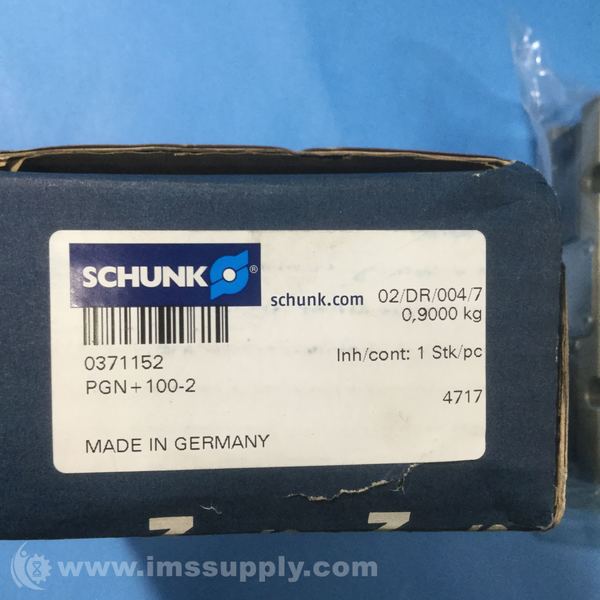 SCHUNK ®
schunk.com
02/DR/004/7
0,9000 kg
0371152
Inh/cont: 1 Stk/pc
PGN+100-2
4717
MADE IN GERMANY
© www.imssupply.com